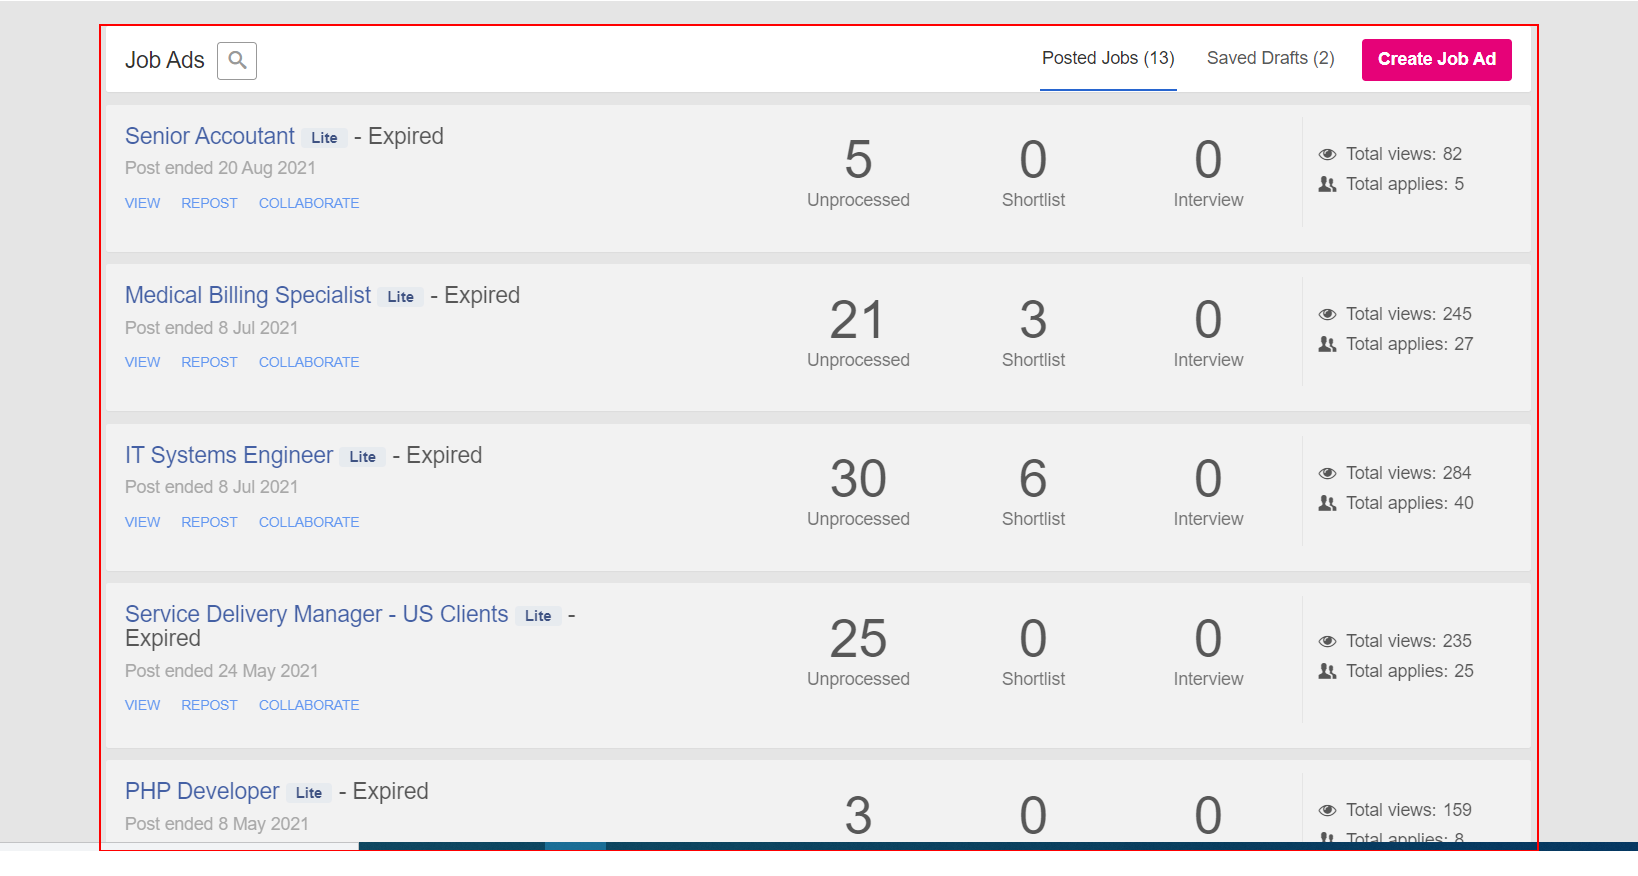 Job Ads
Posted Jobs (13)
Saved Drafts (2)
Create Job Ad
Senior Accoutant Lite - Expired
Post ended 20 Aug 2021
VIEW REPOST COLLABORATE
5
Unprocessed
0
Shortlist
0
Interview
Total views: 82
Total applies: 5
Medical Billing Specialist Lite - Expired
Post ended 8 Jul 2021
VIEW REPOST COLLABORATE
21
Unprocessed
3
Shortlist
0
Interview
Total views: 245
Total applies: 27
IT Systems Engineer Lite - Expired
Post ended 8 Jul 2021
VIEW REPOST COLLABORATE
30
Unprocessed
6
Shortlist
0
Interview
Total views: 284
Total applies: 40
Service Delivery Manager - US Clients Lite -
Expired
Post ended 24 May 2021
VIEW REPOST COLLABORATE
25
Unprocessed
0
Shortlist
0
Interview
Total views: 235
Total applies: 25
PHP Developer Lite - Expired
Post ended 8 May 2021
3
0
0
Total views: 159
Total applies: 8